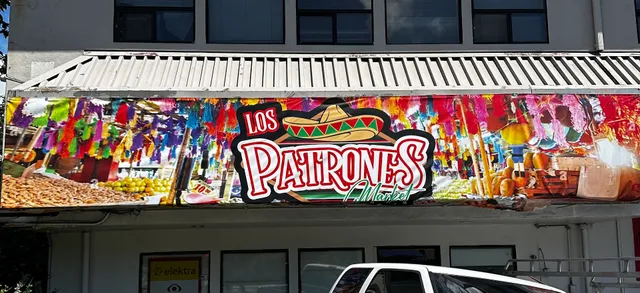 LOS
PATRONES
Market
elektra